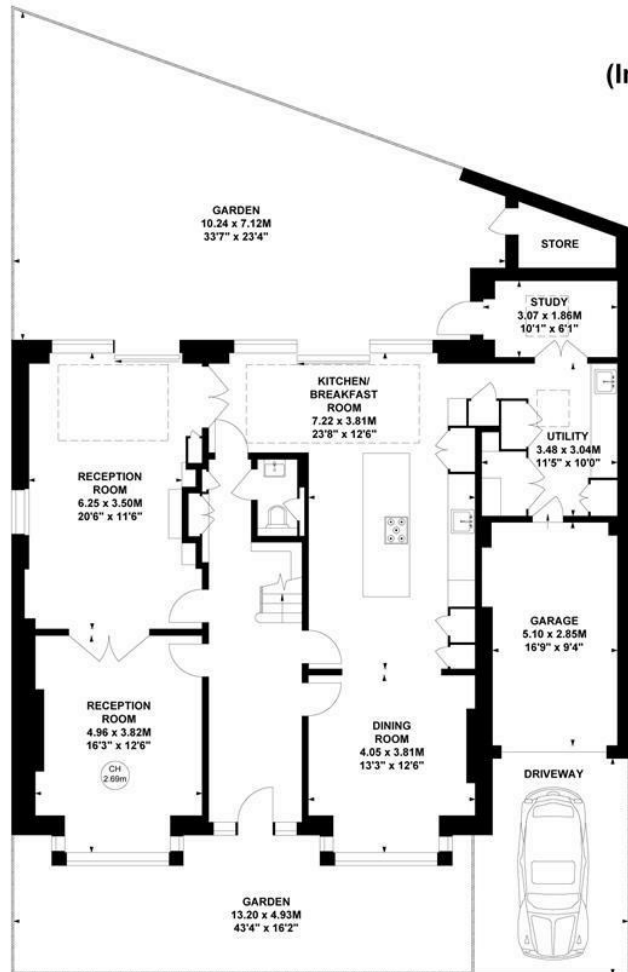 (In
GARDEN
10.24 x 7.12M
33'7" x 23'4"
STORE
STUDY
3.07 x 1.86M
10'1" x 6'1"
KITCHEN/
BREAKFAST
ROOM
7.22 x 3.81M
23'8" x 12'6"
UTILITY
3.48 x 3.04M
11'5" x 10'0"
RECEPTION
ROOM
6.25 x 3.50M
20'6" x 11'6"
GARAGE
5.10 x 2.85M
16'9" x 9'4"
RECEPTION
ROOM
4.96 x 3.82M
16'3" x 12'6"
CH
2.69m
DINING
ROOM
4.05 x 3.81M
13'3" x 12'6"
DRIVEWAY
GARDEN
13.20 x 4.93M
43'4" x 16'2"